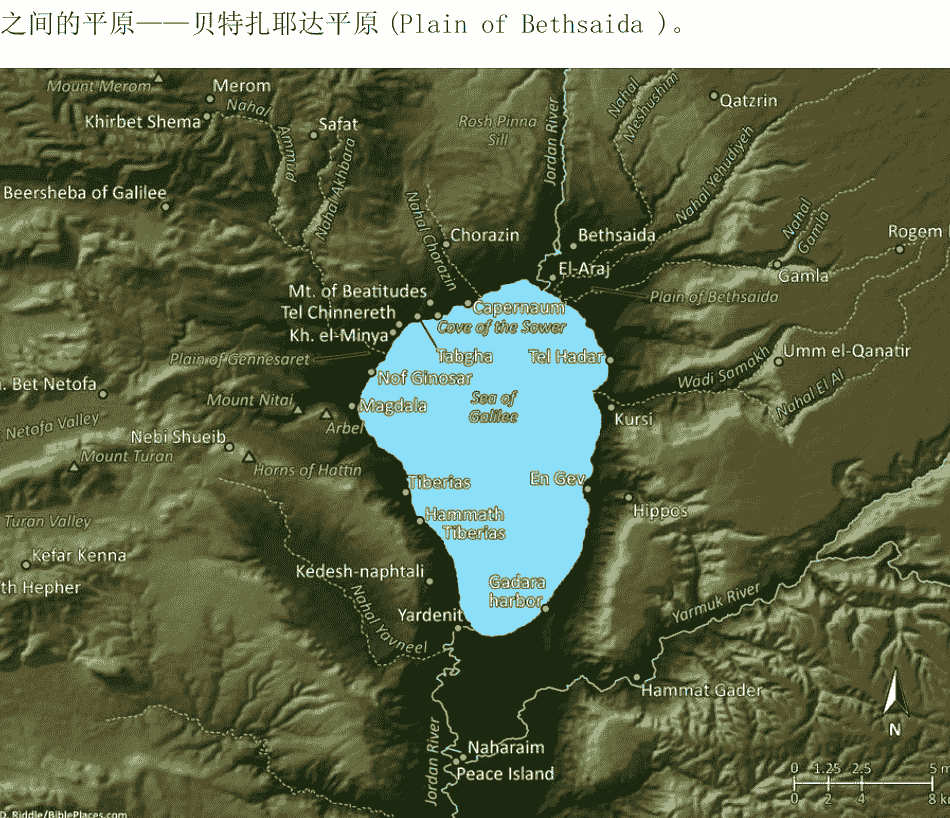 之间的平原——贝特扎耶达平原(Plain of Bethsaida )。
Mount Merom
Merom
Nahal Meshushim
Qatzrin
Khirbet Shema
Nahal Ammud
Safat
Rosh Pinna Sill
Jordan River
Nahal Akhbara
Nahal Yehudiyeh
Beersheba of Galilee
Nahal Chorazin
Chorazin
Bethsaida
Nahal Gamla
Rogem
El-Araj
Gamla
Mt. of Beatitudes
Plain of Bethsaida
Tel Chinnereth
Capernaum
Cove of the Sower
Kh. el-Minya
Plain of Gennesaret
Tabgha
Tel Hadar
Umm el-Qanatir
Nof Ginosar
Wadi Samakh
. Bet Netofa
Nahal El Al
Mount Nitai
Magdala
Sea of Galilee
Kursi
Netofa Valley
Arbel
Nebi Shueib
Mount Turan
Horns of Hattin
Tiberias
En Gev
Hippos
Turan Valley
Hammath Tiberias
Kefar Kenna
th Hepher
Kedesh-naphtali
Gadara harbor
Yarmuk River
Nahal Yavneel
Yardenit
Hammat Gader
N
Jordan River
Naharaim
Peace Island
0 1.25 2.5 5 m
0 2 4 8 k
D. Riddle/BiblePlaces.com